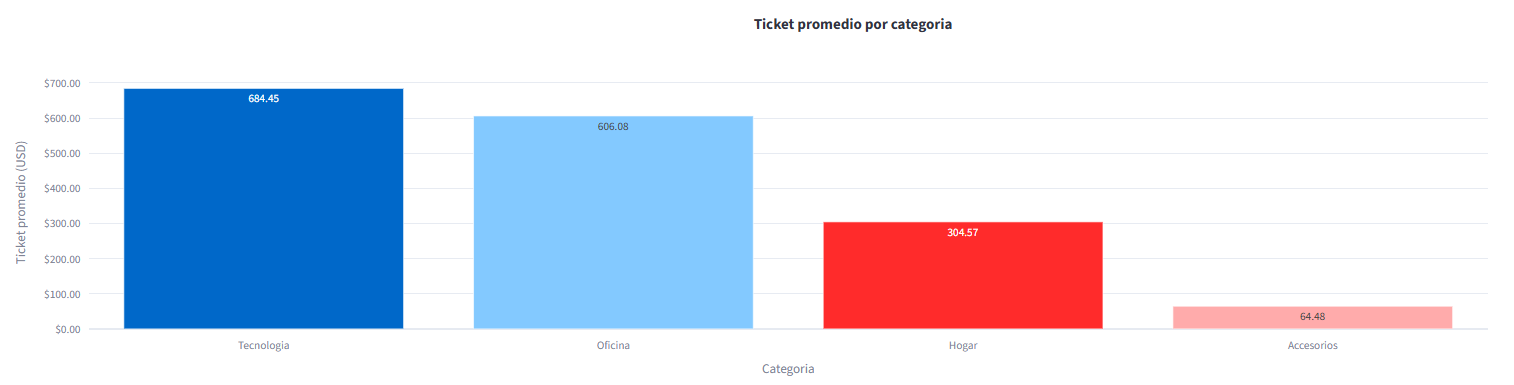 Ticket promedio por categoria
Ticket promedio (USD)
$700.00
$600.00
$500.00
$400.00
$300.00
$200.00
$100.00
$0.00
684.45
606.08
304.57
64.48
Tecnologia
Oficina
Hogar
Accesorios
Categoria